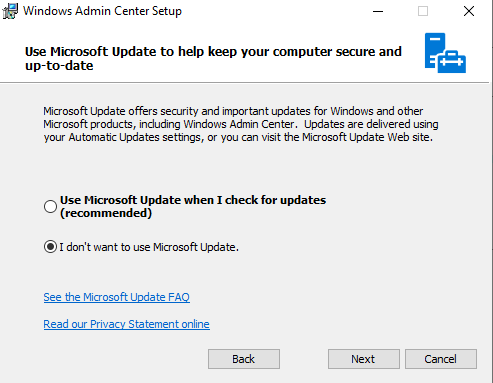 Windows Admin Center Setup
Use Microsoft Update to help keep your computer secure and
up-to-date
Microsoft Update offers security and important updates for Windows and other
Microsoft products, including Windows Admin Center.  Updates are delivered using
your Automatic Updates settings, or you can visit the Microsoft Update Web site.
Use Microsoft Update when I check for updates
(recommended)
I don't want to use Microsoft Update.
See the Microsoft Update FAQ
Read our Privacy Statement online
Back
Next
Cancel